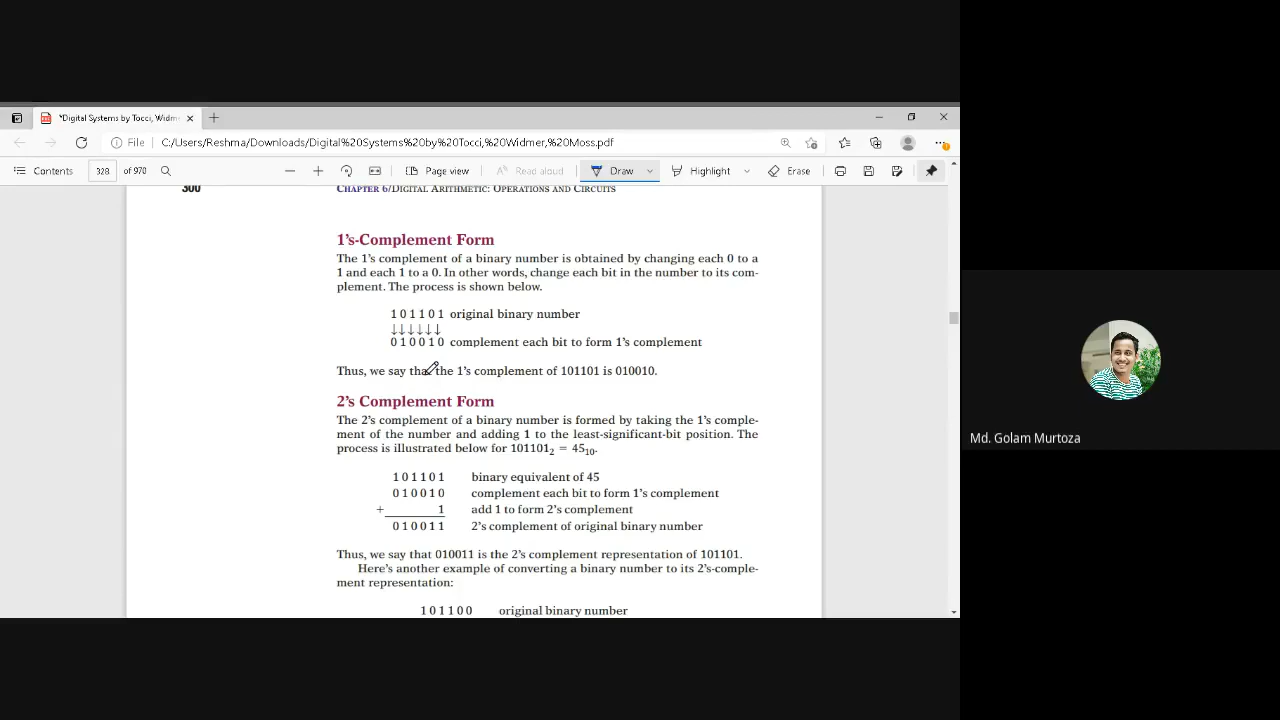 *Digital Systems by Tocci, Widme
File C:/Users/Reshma/Downloads/Digital%20Systems%20by%20Tocci,%20Widmer,%20Moss.pdf
Contents 328 of 970 Page view Read aloud Draw Highlight Erase
300 CHAPTER 6/DIGITAL ARITHMETIC: OPERATIONS AND CIRCUITS
1's-Complement Form
The 1's complement of a binary number is obtained by changing each 0 to a
1 and each 1 to a 0. In other words, change each bit in the number to its com-
plement. The process is shown below.
1 0 1 1 0 1 original binary number
↓↓↓↓↓↓
0 1 0 0 1 0 complement each bit to form 1's complement
Thus, we say that the 1's complement of 101101 is 010010.
2's Complement Form
The 2's complement of a binary number is formed by taking the 1's comple-
ment of the number and adding 1 to the least-significant-bit position. The
process is illustrated below for 101101₂ = 45₁₀.
1 0 1 1 0 1 binary equivalent of 45
0 1 0 0 1 0 complement each bit to form 1's complement
+ 1 add 1 to form 2's complement
0 1 0 0 1 1 2's complement of original binary number
Thus, we say that 010011 is the 2's complement representation of 101101.
Here's another example of converting a binary number to its 2's-comple-
ment representation:
1 0 1 1 0 0 original binary number
Md. Golam Murtoza